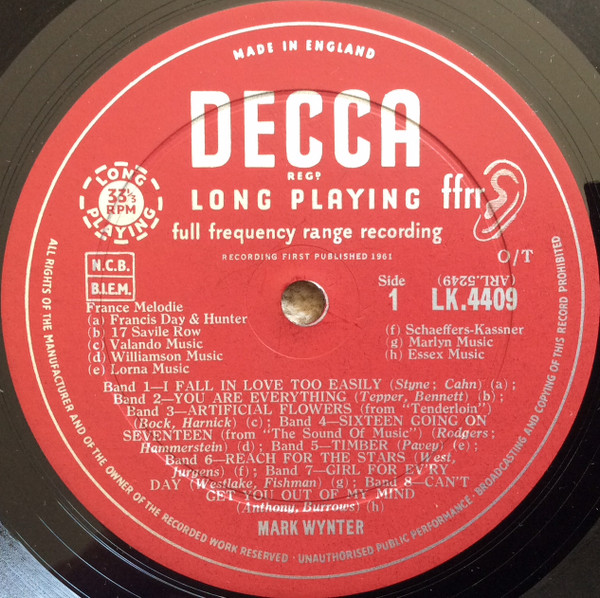 MADE IN ENGLAND
DECCA
REGD
LONG PLAYING ffrr
full frequency range recording
LONG
33⅓
RPM
PLAYING
RECORDING FIRST PUBLISHED 1961
O/T
N.C.B.
B.I.E.M.
Side
1
(ARL.5249)
LK.4409
France Melodie
(a) Francis Day & Hunter
(b) 17 Savile Row
(c) Valando Music
(d) Williamson Music
(e) Lorna Music
(f) Schaeffers-Kassner
(g) Marlyn Music
(h) Essex Music
Band 1—I FALL IN LOVE TOO EASILY (Styne; Cahn) (a);
Band 2—YOU ARE EVERYTHING (Tepper, Bennett) (b);
Band 3—ARTIFICIAL FLOWERS (from "Tenderloin")
(Bock, Harnick) (c); Band 4—SIXTEEN GOING ON
SEVENTEEN (from "The Sound Of Music") (Rodgers;
Hammerstein) (d); Band 5—TIMBER (Pavey) (e);
Band 6—REACH FOR THE STARS (West,
Jurgens) (f); Band 7—GIRL FOR EV'RY
DAY (Westlake, Fishman) (g); Band 8—CAN'T
GET YOU OUT OF MY MIND
(Anthony, Burrows) (h)
MARK WYNTER
ALL RIGHTS OF THE MANUFACTURER AND OF THE OWNER OF THE RECORDED WORK RESERVED · UNAUTHORISED PUBLIC PERFORMANCE · BROADCASTING AND COPYING OF THIS RECORD PROHIBITED